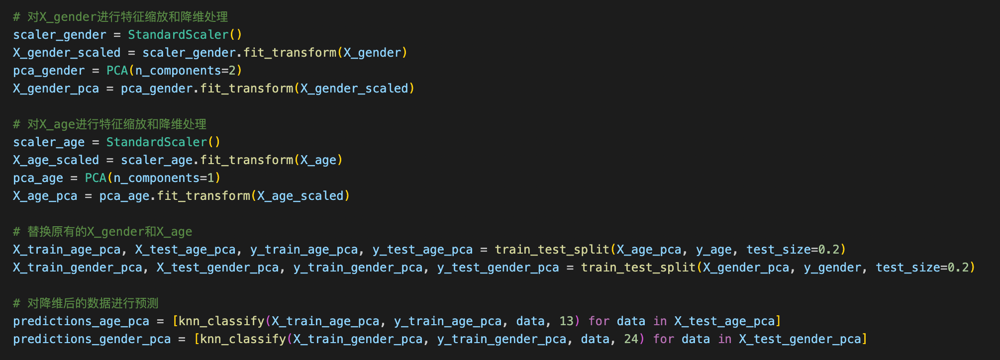 # 对X_gender进行特征缩放和降维处理
scaler_gender = StandardScaler()
X_gender_scaled = scaler_gender.fit_transform(X_gender)
pca_gender = PCA(n_components=2)
X_gender_pca = pca_gender.fit_transform(X_gender_scaled)
# 对X_age进行特征缩放和降维处理
scaler_age = StandardScaler()
X_age_scaled = scaler_age.fit_transform(X_age)
pca_age = PCA(n_components=1)
X_age_pca = pca_age.fit_transform(X_age_scaled)
# 替换原有的X_gender和X_age
X_train_age_pca, X_test_age_pca, y_train_age_pca, y_test_age_pca = train_test_split(X_age_pca, y_age, test_size=0.2)
X_train_gender_pca, X_test_gender_pca, y_train_gender_pca, y_test_gender_pca = train_test_split(X_gender_pca, y_gender, test_size=0.2)
# 对降维后的数据进行预测
predictions_age_pca = [knn_classify(X_train_age_pca, y_train_age_pca, data, 13) for data in X_test_age_pca]
predictions_gender_pca = [knn_classify(X_train_gender_pca, y_train_gender_pca, data, 24) for data in X_test_gender_pca]